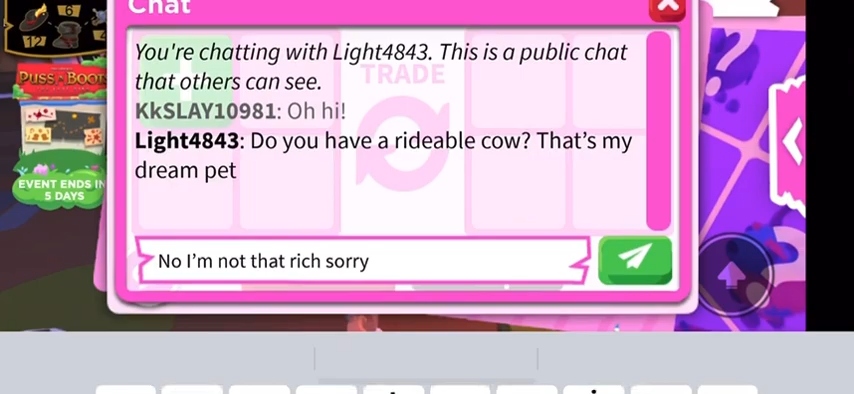 Chat
6
12
4
PUSS BOOTS
EVENT ENDS IN
5 DAYS
TRADE
You're chatting with Light4843. This is a public chat
that others can see.
KkSLAY10981: Oh hi!
Light4843: Do you have a rideable cow? That's my
dream pet
No I'm not that rich sorry